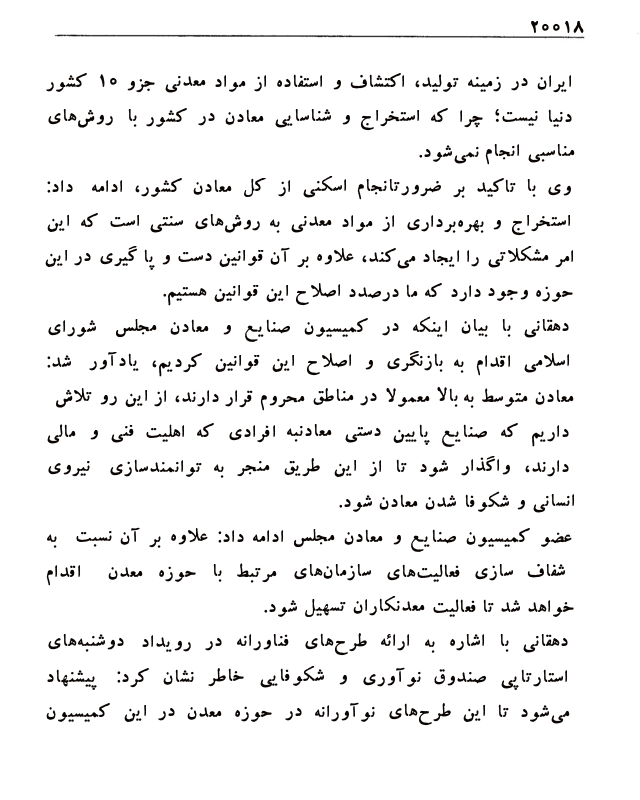 ۲۰۰۱۸
ایران در زمینه تولید، اکتشاف و استفاده از مواد معدنی جزو ۱۰ کشور
دنیا نیست؛ چرا که استخراج و شناسایی معادن در کشور با روش‌های
مناسبی انجام نمی‌شود.
وی با تاکید بر ضرورتانجام اسکنی از کل معادن کشور، ادامه داد:
استخراج و بهره‌برداری از مواد معدنی به روش‌های سنتی است که این
امر مشکلاتی را ایجاد می‌کند، علاوه بر آن قوانین دست و پا گیری در این
حوزه وجود دارد که ما درصدد اصلاح این قوانین هستیم.
دهقانی با بیان اینکه در کمیسیون صنایع و معادن مجلس شورای
اسلامی اقدام به بازنگری و اصلاح این قوانین کردیم، یادآور شد:
معادن متوسط به بالا معمولا در مناطق محروم قرار دارند، از این رو تلاش
داریم که صنایع پایین دستی معادنبه افرادی که اهلیت فنی و مالی
دارند، واگذار شود تا از این طریق منجر به توانمندسازی نیروی
انسانی و شکوفا شدن معادن شود.
عضو کمیسیون صنایع و معادن مجلس ادامه داد: علاوه بر آن نسبت به
شفاف سازی فعالیت‌های سازمان‌های مرتبط با حوزه معدن اقدام
خواهد شد تا فعالیت معدنکاران تسهیل شود.
دهقانی با اشاره به ارائه طرح‌های فناورانه در رویداد دوشنبه‌های
استارتاپی صندوق نوآوری و شکوفایی خاطر نشان کرد: پیشنهاد
می‌شود تا این طرح‌های نوآورانه در حوزه معدن در این کمیسیون